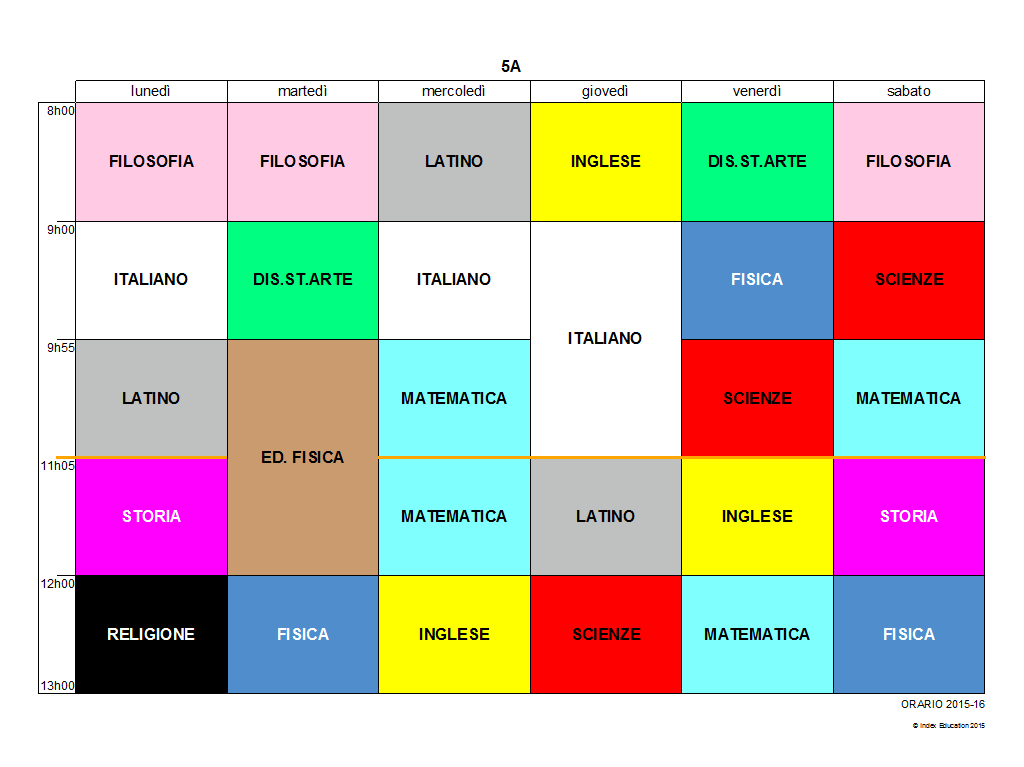 5A
lunedì martedì mercoledì giovedì venerdì sabato
8h00
FILOSOFIA FILOSOFIA LATINO INGLESE DIS.ST.ARTE FILOSOFIA
9h00
ITALIANO DIS.ST.ARTE ITALIANO ITALIANO FISICA SCIENZE
9h55
LATINO ED. FISICA MATEMATICA SCIENZE MATEMATICA
11h05
STORIA MATEMATICA LATINO INGLESE STORIA
12h00
RELIGIONE FISICA INGLESE SCIENZE MATEMATICA FISICA
13h00
ORARIO 2015-16
© Index Education 2015